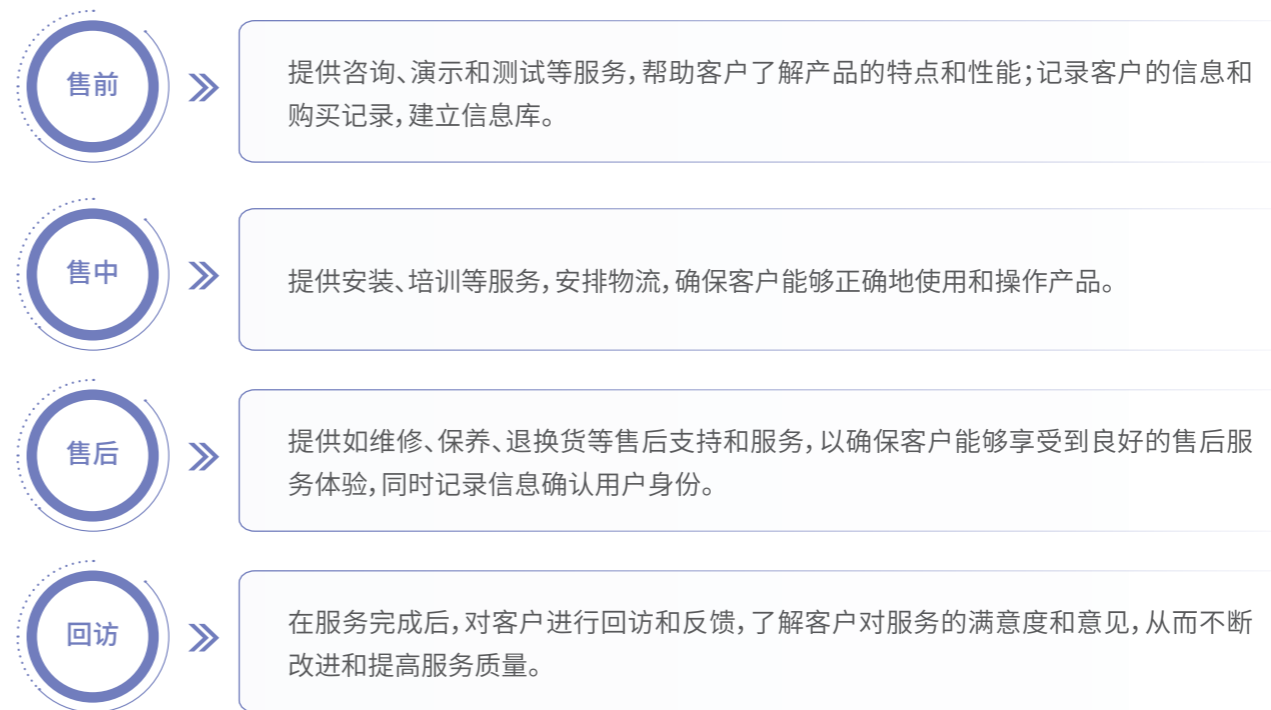 售前
提供咨询、演示和测试等服务，帮助客户了解产品的特点和性能；记录客户的信息和
购买记录，建立信息库。
售中
提供安装、培训等服务，安排物流，确保客户能够正确地使用和操作产品。
售后
提供如维修、保养、退换货等售后支持和服务，以确保客户能够享受到良好的售后服
务体验，同时记录信息确认用户身份。
回访
在服务完成后，对客户进行回访和反馈，了解客户对服务的满意度和意见，从而不断
改进和提高服务质量。